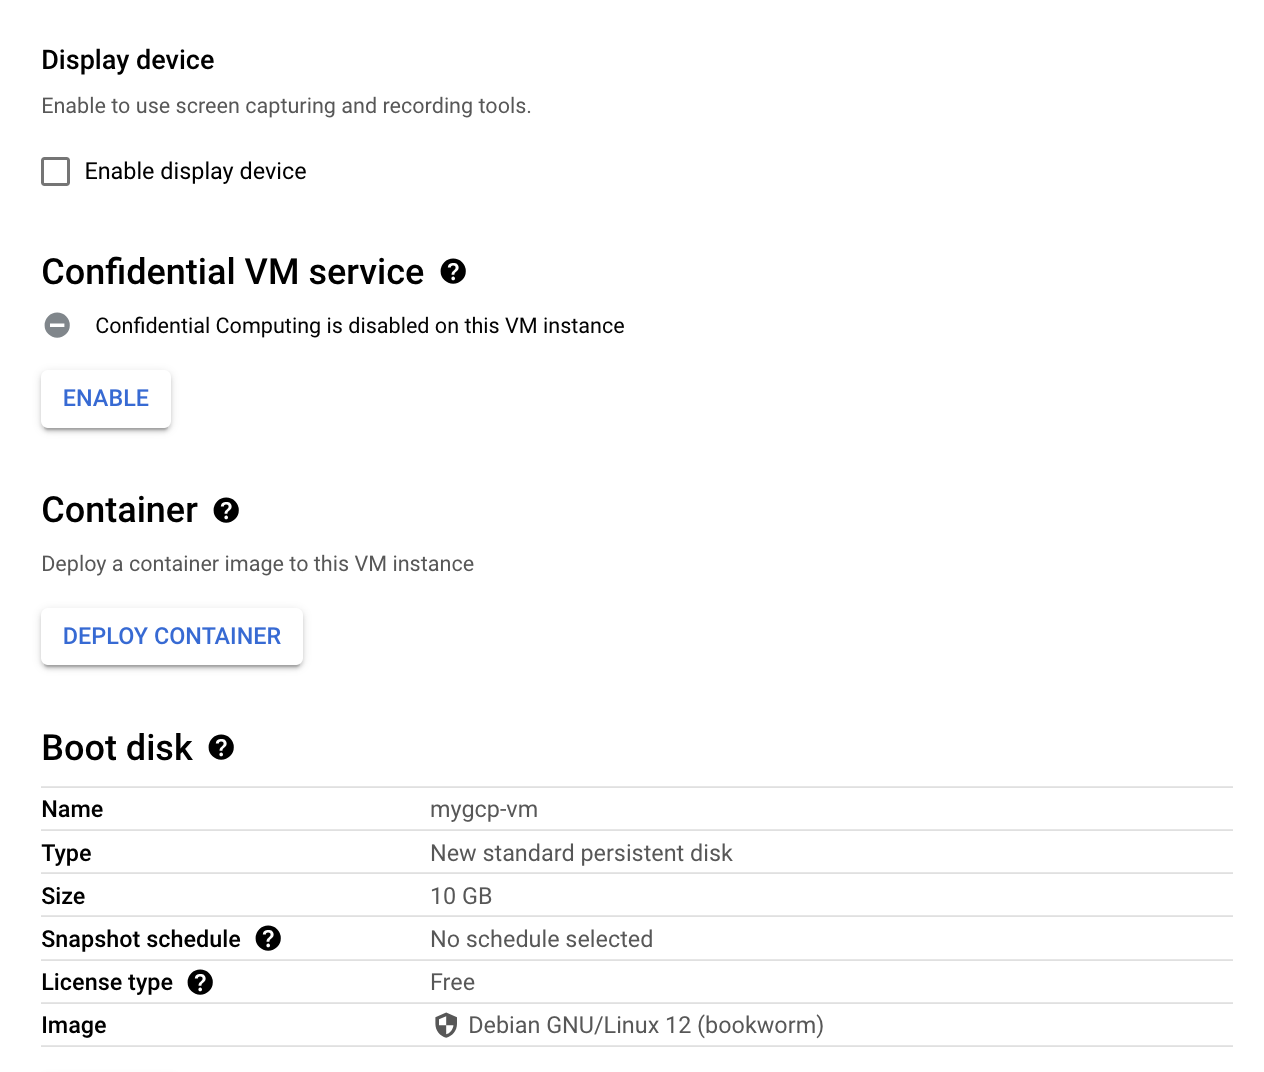 Display device
Enable to use screen capturing and recording tools.
Enable display device
Confidential VM service
Confidential Computing is disabled on this VM instance
ENABLE
Container
Deploy a container image to this VM instance
DEPLOY CONTAINER
Boot disk
Name mygcp-vm
Type New standard persistent disk
Size 10 GB
Snapshot schedule No schedule selected
License type Free
Image Debian GNU/Linux 12 (bookworm)